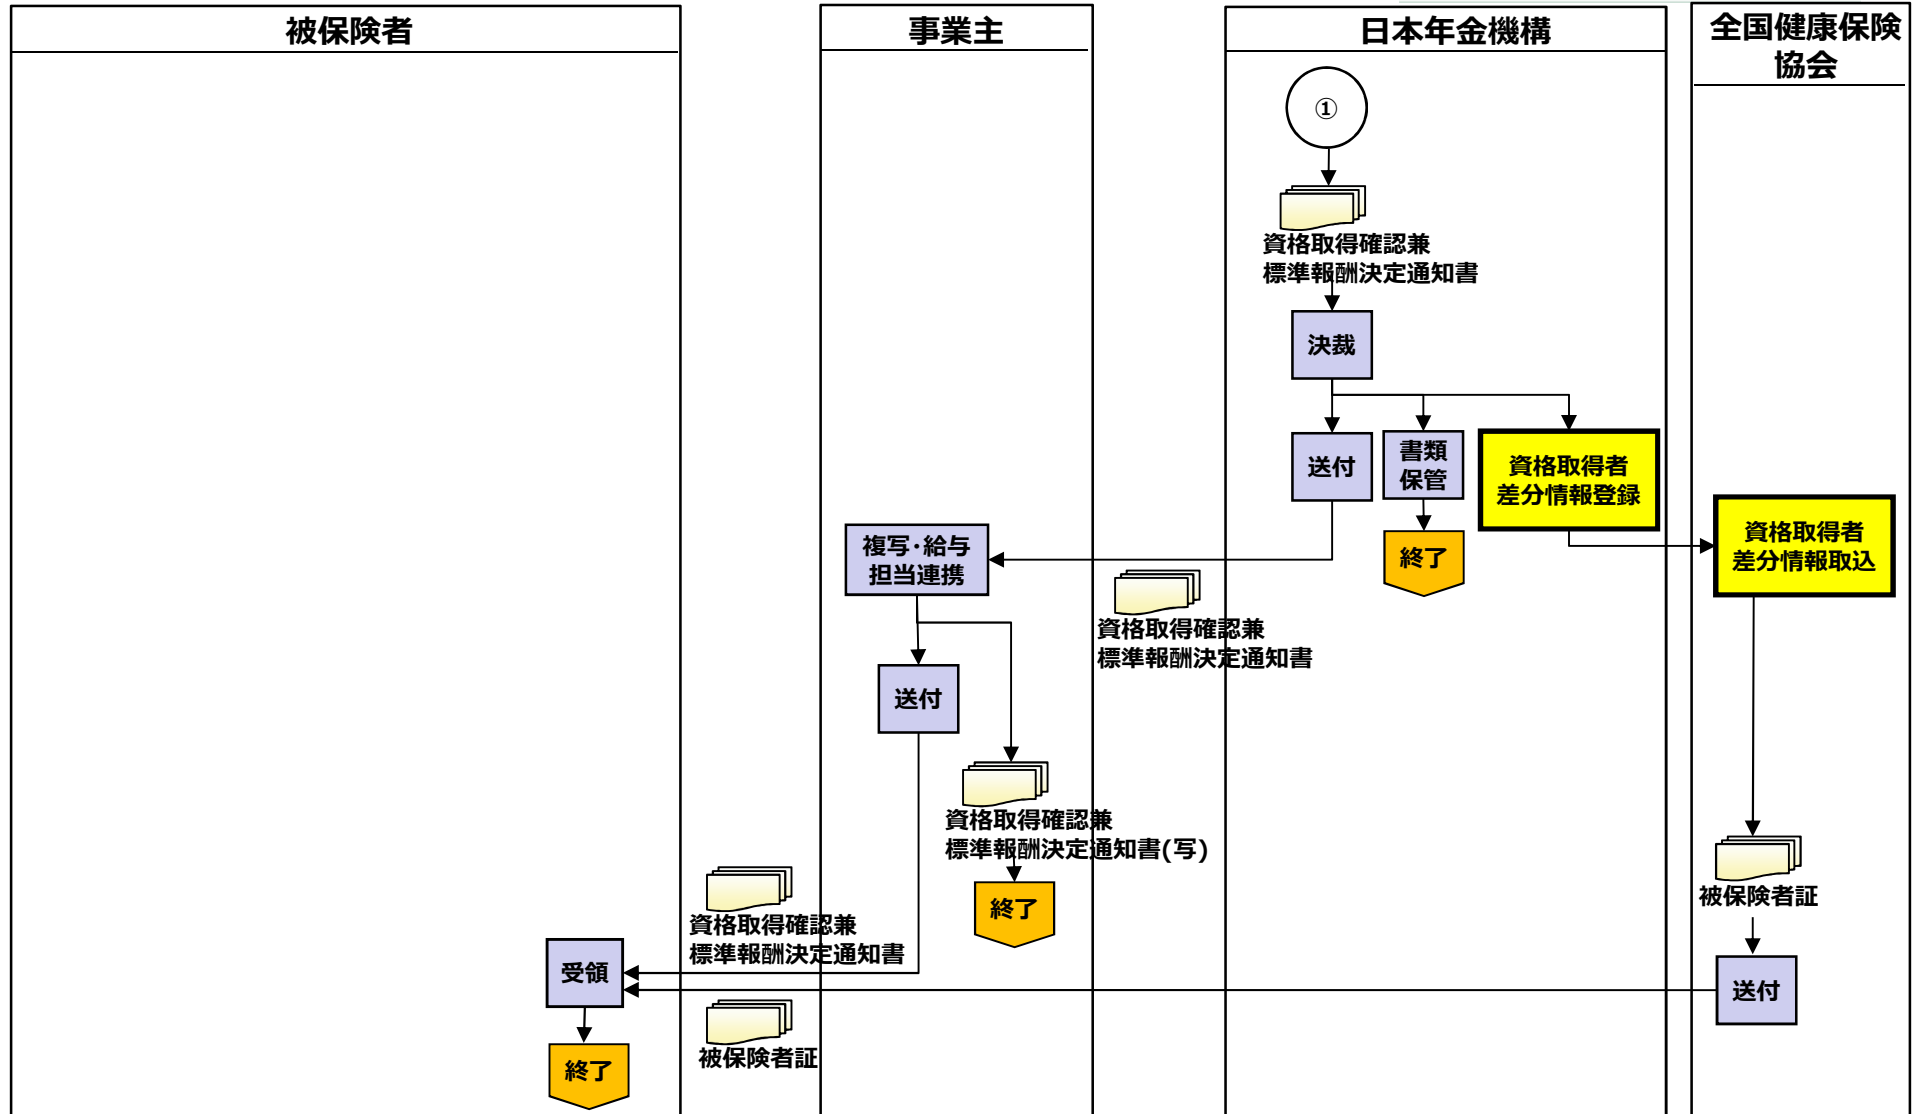 被保険者
事業主
日本年金機構
全国健康保険
協会
①
資格取得確認兼
標準報酬決定通知書
決裁
送付
書類
保管
資格取得者
差分情報登録
資格取得者
差分情報取込
複写・給与
担当連携
終了
資格取得確認兼
標準報酬決定通知書
送付
資格取得確認兼
標準報酬決定通知書(写)
終了
被保険者証
資格取得確認兼
標準報酬決定通知書
受領
送付
被保険者証
終了